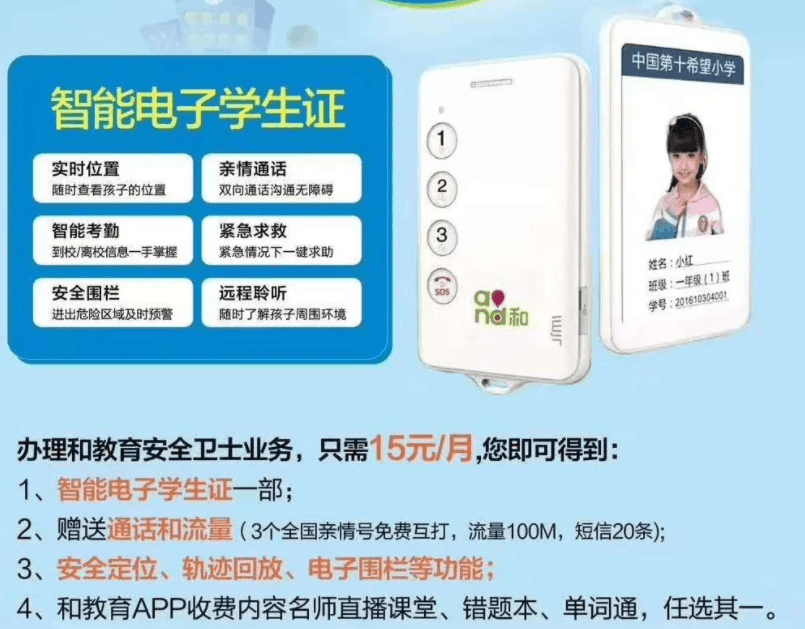 智能电子学生证
实时位置
随时查看孩子的位置
亲情通话
双向通话沟通无障碍
智能考勤
到校/离校信息一手掌握
紧急求救
紧急情况下一键求助
安全围栏
进出危险区域及时预警
远程聆听
随时了解孩子周围环境
1
2
3
SOS
and和
中国第十希望小学
姓名:小红
班级:一年级(1)班
学号:201610304001
办理和教育安全卫士业务，只需15元/月,您即可得到：
1、智能电子学生证一部；
2、赠送通话和流量（3个全国亲情号免费互打，流量100M，短信20条);
3、安全定位、轨迹回放、电子围栏等功能；
4、和教育APP收费内容名师直播课堂、错题本、单词通，任选其一。